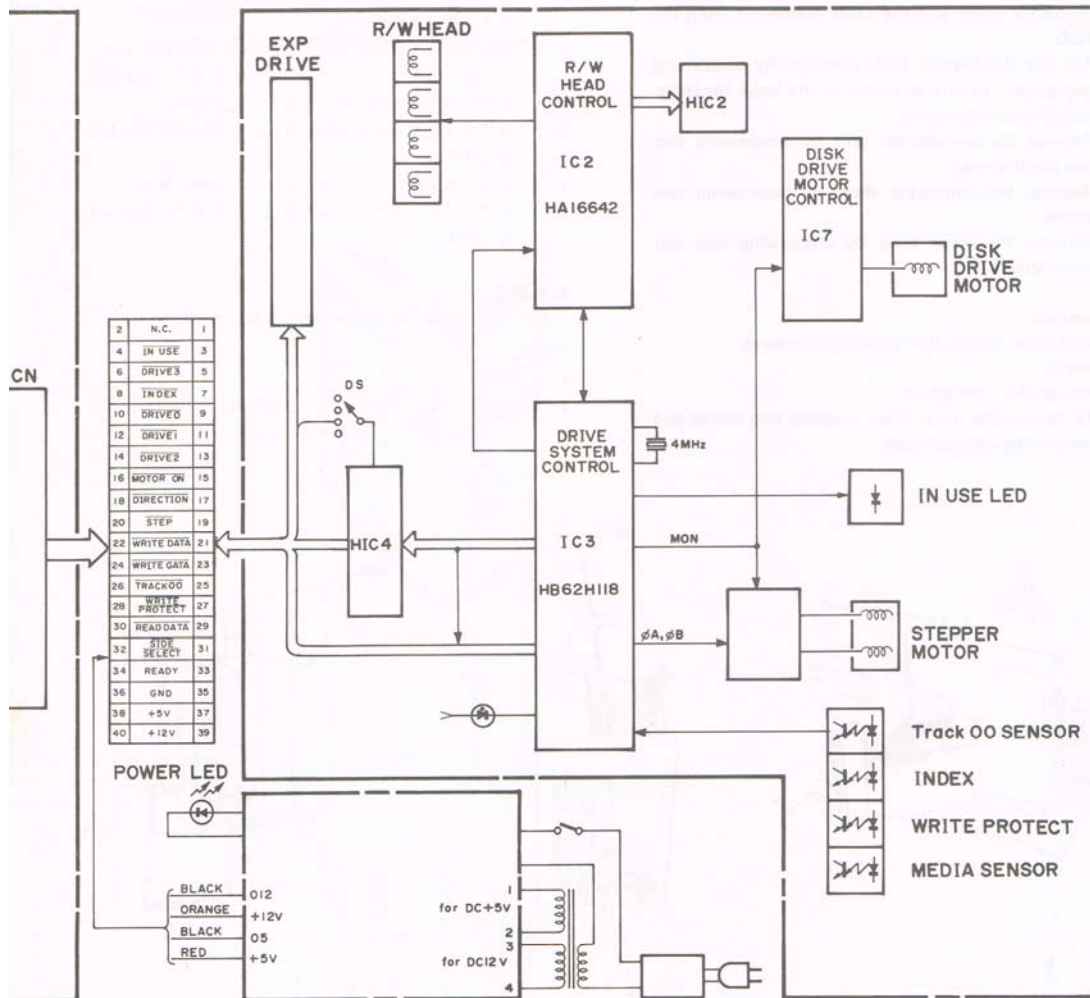 R/W HEAD
EXP
DRIVE
R/W
HEAD
CONTROL
IC2
HA16642
HIC2
DISK
DRIVE
MOTOR
CONTROL
IC7
DISK
DRIVE
MOTOR
CN
2 N.C. 1
4 IN USE 3
6 DRIVE3 5
8 INDEX 7
10 DRIVE0 9
12 DRIVE1 11
14 DRIVE2 13
16 MOTOR ON 15
18 DIRECTION 17
20 STEP 19
22 WRITE DATA 21
24 WRITE GATA 23
26 TRACK00 25
28 WRITE PROTECT 27
30 READ DATA 29
32 SIDE SELECT 31
34 READY 33
36 GND 35
38 +5V 37
40 +12V 39
DS
HIC4
DRIVE
SYSTEM
CONTROL
IC3
HB62H118
4MHz
IN USE LED
MON
ØA, ØB
STEPPER
MOTOR
Track 00 SENSOR
INDEX
WRITE PROTECT
MEDIA SENSOR
POWER LED
BLACK 012
ORANGE +12V
BLACK 05
RED +5V
for DC+5V
1
2
3
for DC12V
4